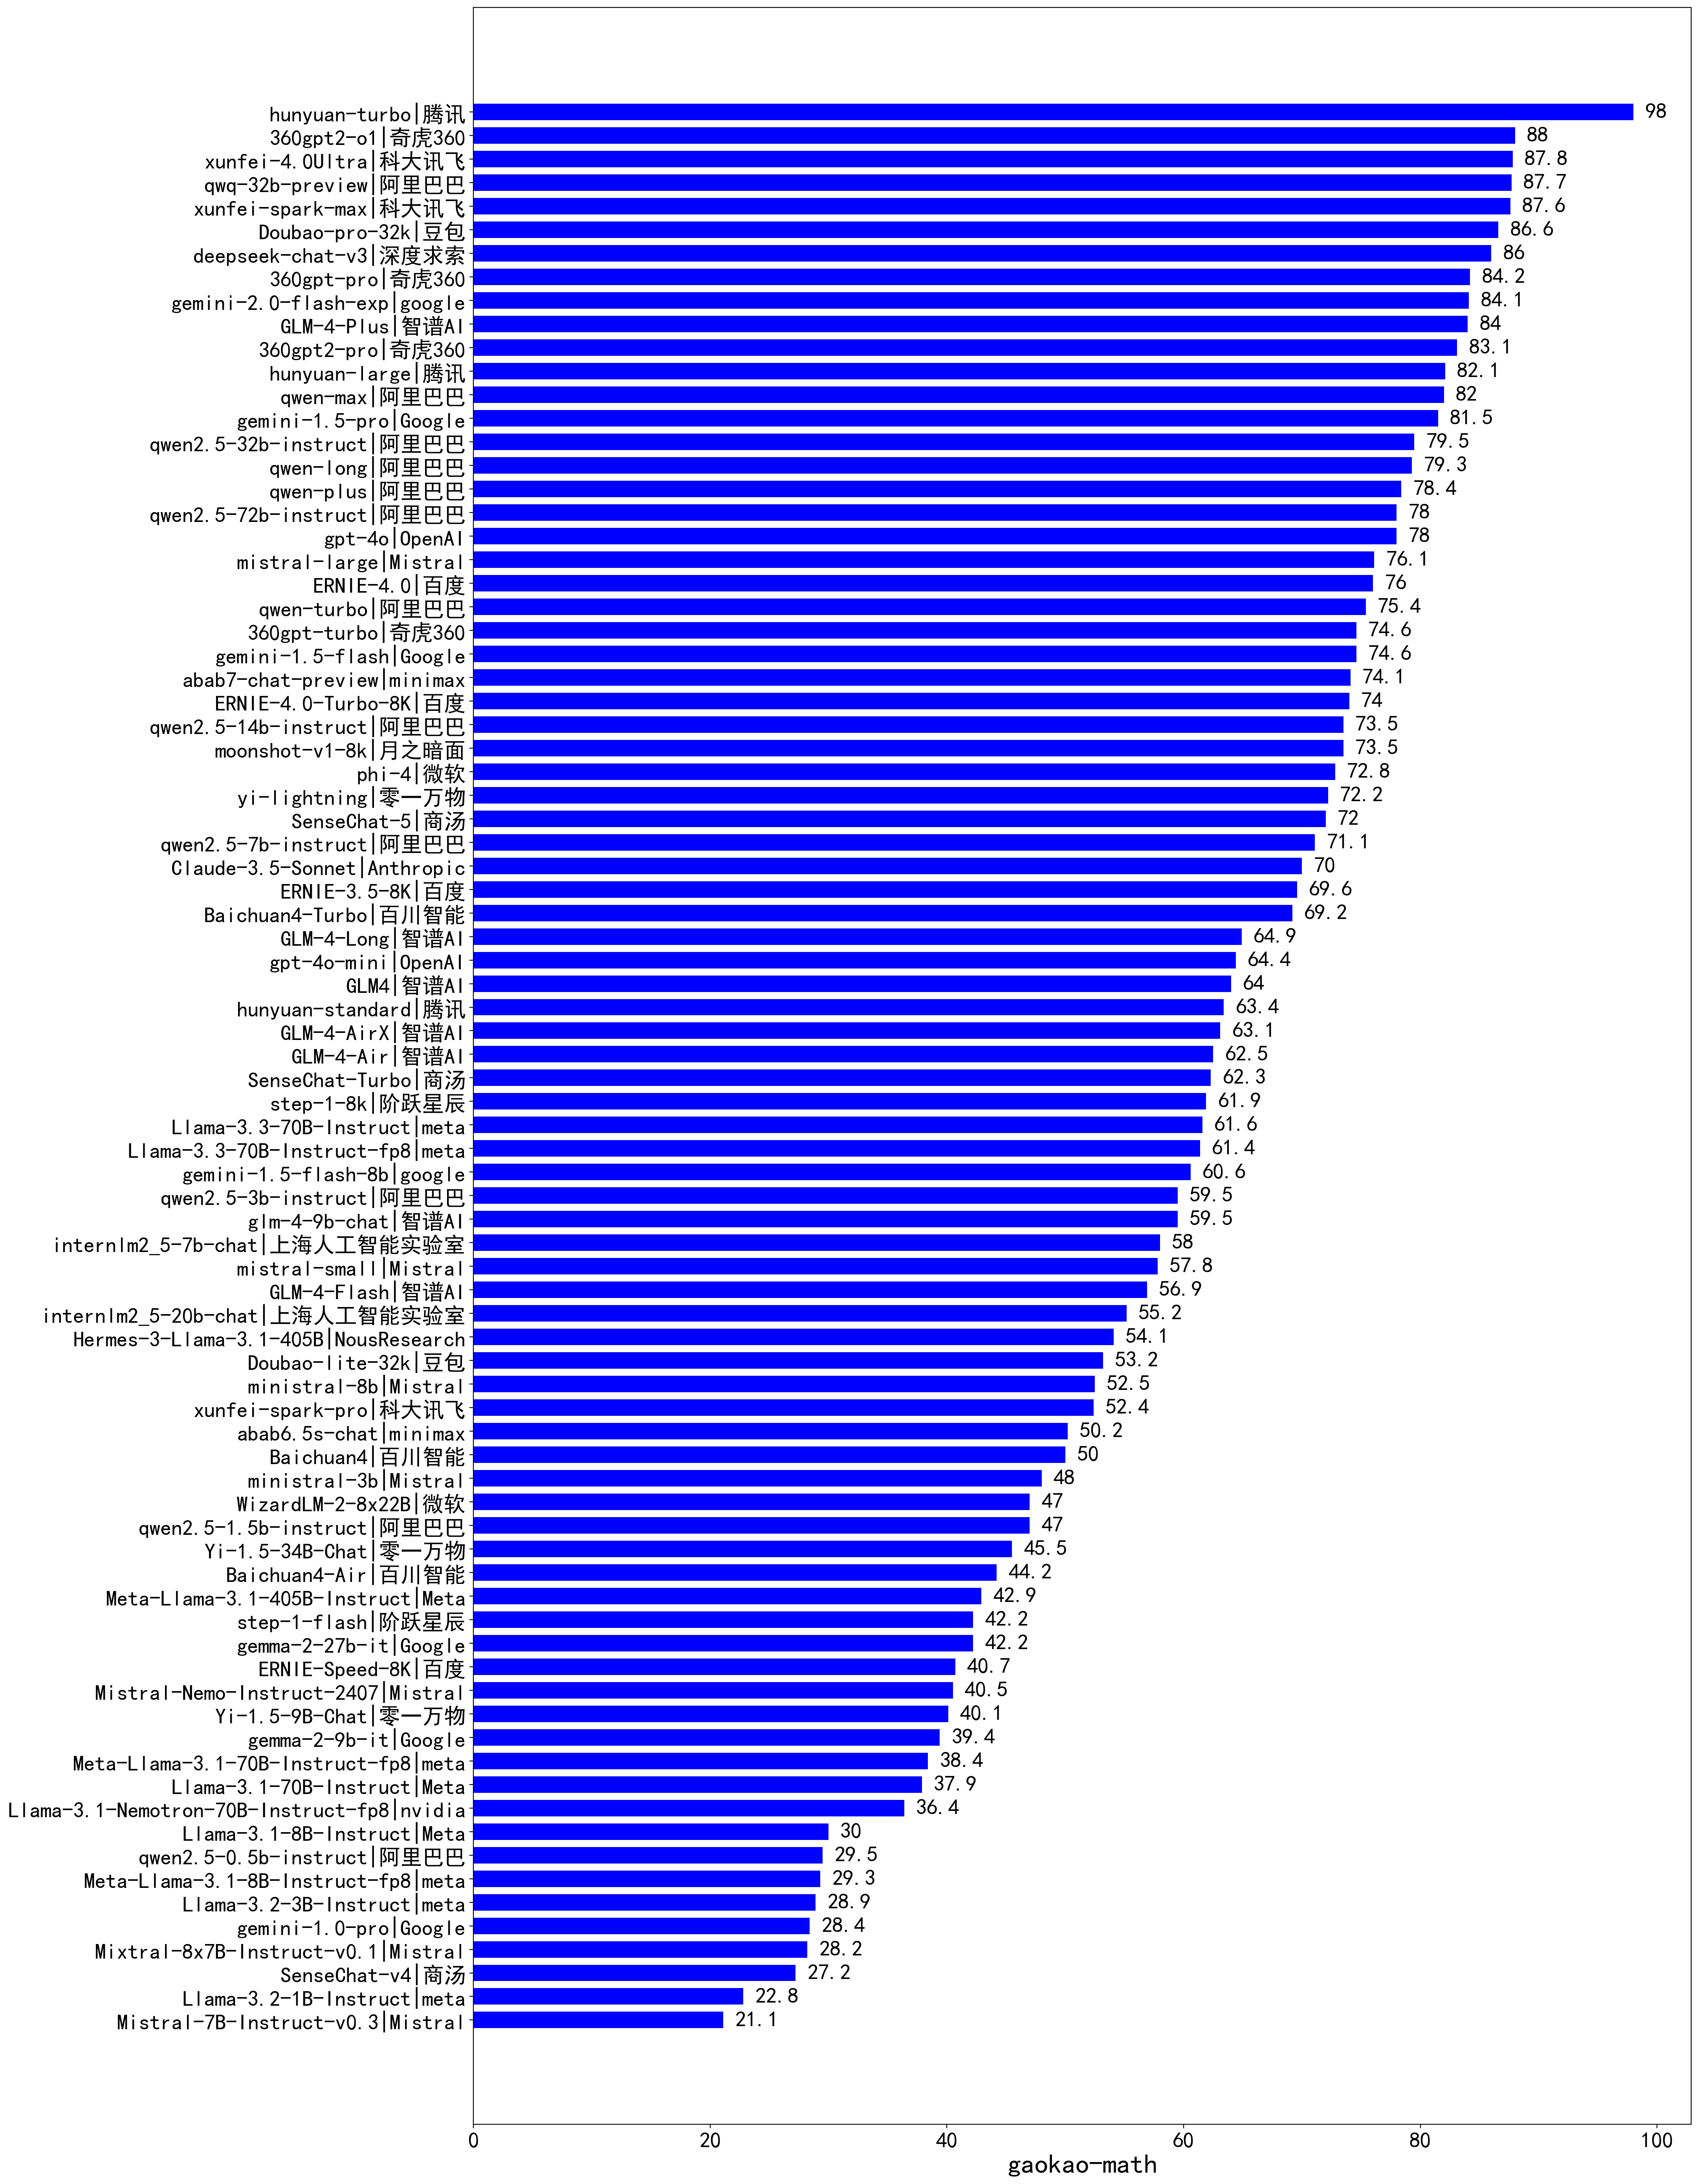 hunyuan-turbo|腾讯 98
360gpt2-o1|奇虎360 88
xunfei-4.0Ultra|科大讯飞 87.8
qwq-32b-preview|阿里巴巴 87.7
xunfei-spark-max|科大讯飞 87.6
Doubao-pro-32k|豆包 86.6
deepseek-chat-v3|深度求索 86
360gpt-pro|奇虎360 84.2
gemini-2.0-flash-exp|google 84.1
GLM-4-Plus|智谱AI 84
360gpt2-pro|奇虎360 83.1
hunyuan-large|腾讯 82.1
qwen-max|阿里巴巴 82
gemini-1.5-pro|Google 81.5
qwen2.5-32b-instruct|阿里巴巴 79.5
qwen-long|阿里巴巴 79.3
qwen-plus|阿里巴巴 78.4
qwen2.5-72b-instruct|阿里巴巴 78
gpt-4o|OpenAI 78
mistral-large|Mistral 76.1
ERNIE-4.0|百度 76
qwen-turbo|阿里巴巴 75.4
360gpt-turbo|奇虎360 74.6
gemini-1.5-flash|Google 74.6
abab7-chat-preview|minimax 74.1
ERNIE-4.0-Turbo-8K|百度 74
qwen2.5-14b-instruct|阿里巴巴 73.5
moonshot-v1-8k|月之暗面 73.5
phi-4|微软 72.8
yi-lightning|零一万物 72.2
SenseChat-5|商汤 72
qwen2.5-7b-instruct|阿里巴巴 71.1
Claude-3.5-Sonnet|Anthropic 70
ERNIE-3.5-8K|百度 69.6
Baichuan4-Turbo|百川智能 69.2
GLM-4-Long|智谱AI 64.9
gpt-4o-mini|OpenAI 64.4
GLM4|智谱AI 64
hunyuan-standard|腾讯 63.4
GLM-4-AirX|智谱AI 63.1
GLM-4-Air|智谱AI 62.5
SenseChat-Turbo|商汤 62.3
step-1-8k|阶跃星辰 61.9
Llama-3.3-70B-Instruct|meta 61.6
Llama-3.3-70B-Instruct-fp8|meta 61.4
gemini-1.5-flash-8b|google 60.6
qwen2.5-3b-instruct|阿里巴巴 59.5
glm-4-9b-chat|智谱AI 59.5
internlm2_5-7b-chat|上海人工智能实验室 58
mistral-small|Mistral 57.8
GLM-4-Flash|智谱AI 56.9
internlm2_5-20b-chat|上海人工智能实验室 55.2
Hermes-3-Llama-3.1-405B|NousResearch 54.1
Doubao-lite-32k|豆包 53.2
ministral-8b|Mistral 52.5
xunfei-spark-pro|科大讯飞 52.4
abab6.5s-chat|minimax 50.2
Baichuan4|百川智能 50
ministral-3b|Mistral 48
WizardLM-2-8x22B|微软 47
qwen2.5-1.5b-instruct|阿里巴巴 47
Yi-1.5-34B-Chat|零一万物 45.5
Baichuan4-Air|百川智能 44.2
Meta-Llama-3.1-405B-Instruct|Meta 42.9
step-1-flash|阶跃星辰 42.2
gemma-2-27b-it|Google 42.2
ERNIE-Speed-8K|百度 40.7
Mistral-Nemo-Instruct-2407|Mistral 40.5
Yi-1.5-9B-Chat|零一万物 40.1
gemma-2-9b-it|Google 39.4
Meta-Llama-3.1-70B-Instruct-fp8|meta 38.4
Llama-3.1-70B-Instruct|Meta 37.9
Llama-3.1-Nemotron-70B-Instruct-fp8|nvidia 36.4
Llama-3.1-8B-Instruct|Meta 30
qwen2.5-0.5b-instruct|阿里巴巴 29.5
Meta-Llama-3.1-8B-Instruct-fp8|meta 29.3
Llama-3.2-3B-Instruct|meta 28.9
gemini-1.0-pro|Google 28.4
Mixtral-8x7B-Instruct-v0.1|Mistral 28.2
SenseChat-v4|商汤 27.2
Llama-3.2-1B-Instruct|meta 22.8
Mistral-7B-Instruct-v0.3|Mistral 21.1
0 20 40 60 80 100
gaokao-math